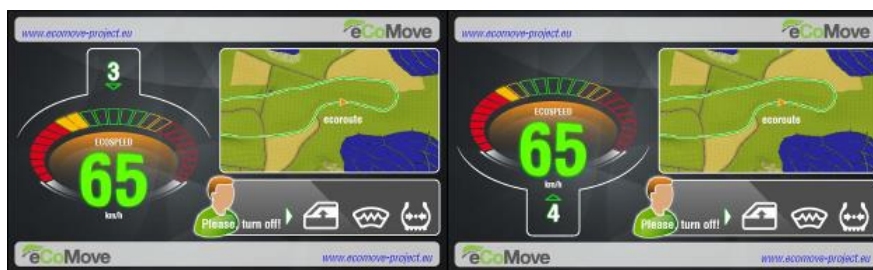 www.ecomove-project.eu
eCoMove
3
ECOSPEED
65
km/h
ecoroute
Please, turn off!
eCoMove
www.ecomove-project.eu
www.ecomove-project.eu
eCoMove
ECOSPEED
65
km/h
4
ecoroute
Please, turn off!
eCoMove
www.ecomove-project.eu